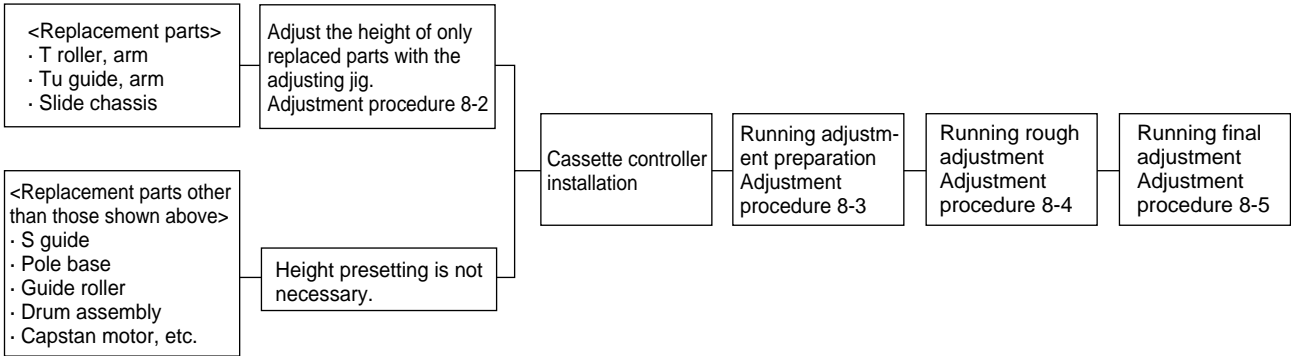 <Replacement parts>
· T roller, arm
· Tu guide, arm
· Slide chassis
Adjust the height of only
replaced parts with the
adjusting jig.
Adjustment procedure 8-2
<Replacement parts other
than those shown above>
· S guide
· Pole base
· Guide roller
· Drum assembly
· Capstan motor, etc.
Height presetting is not
necessary.
Cassette controller
installation
Running adjustm-
ent preparation
Adjustment
procedure 8-3
Running rough
adjustment
Adjustment
procedure 8-4
Running final
adjustment
Adjustment
procedure 8-5